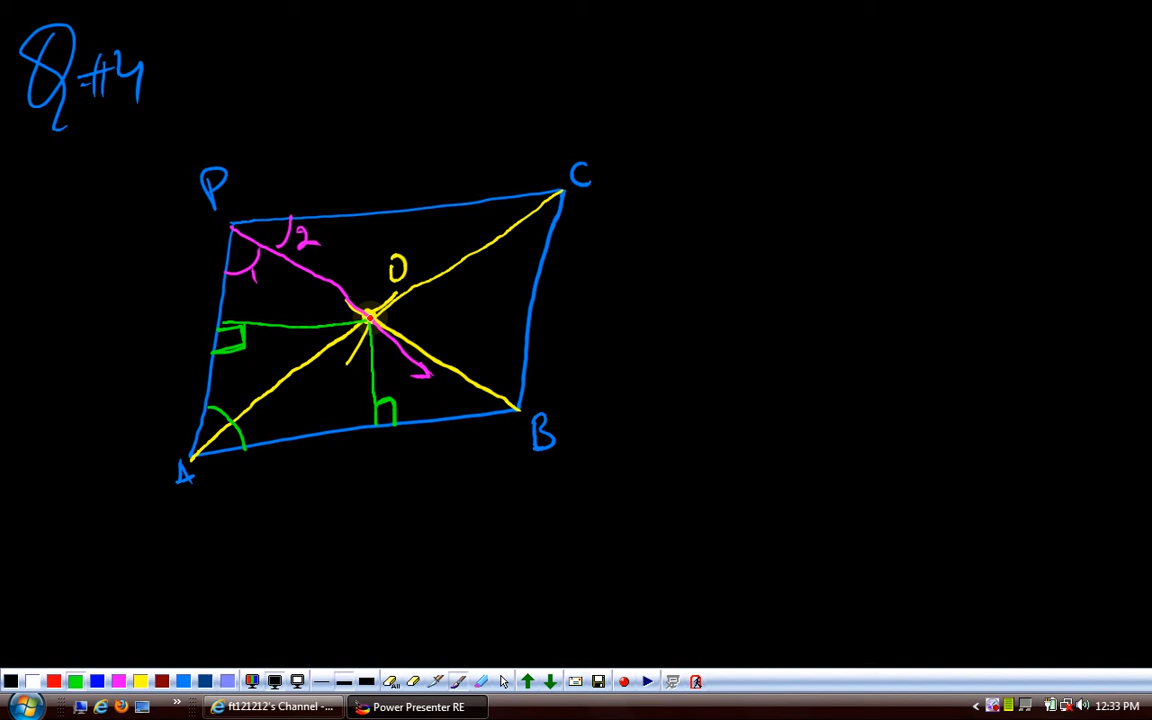 Q#4
P
C
2
O
1
A
B
»
ft121212's Channel -...
Power Presenter RE
<
12:33 PM